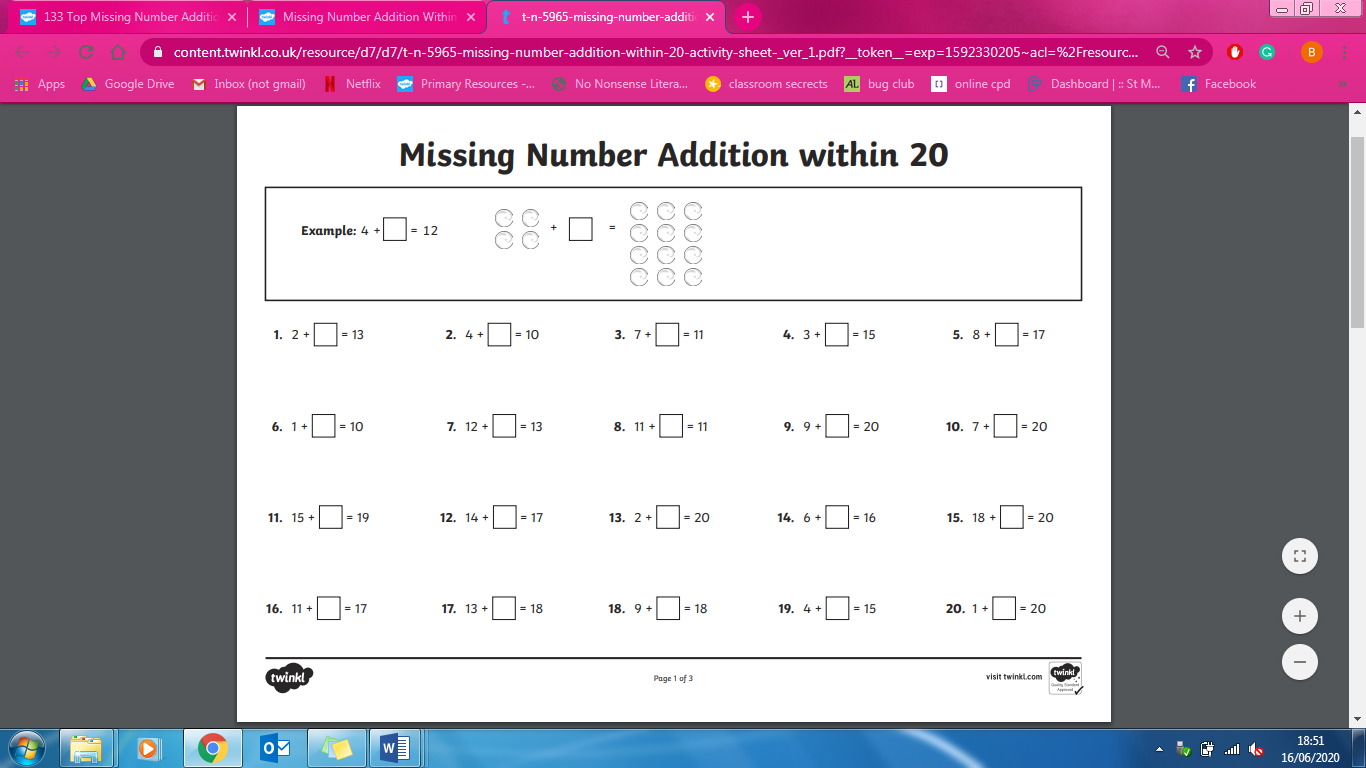 133 Top Missing Number Additio
Missing Number Addition Within
t-n-5965-missing-number-additi
content.twinkl.co.uk/resource/d7/d7/t-n-5965-missing-number-addition-within-20-activity-sheet-_ver_1.pdf?__token__=exp=1592330205~acl=%2Fresourc...
B
Apps Google Drive Inbox (not gmail) Netflix Primary Resources -... No Nonsense Litera... classroom secrects AL bug club online cpd Dashboard | :: St M... Facebook »
Missing Number Addition within 20
Example: 4 + = 12 + =
1. 2 + = 13 2. 4 + = 10 3. 7 + = 11 4. 3 + = 15 5. 8 + = 17
6. 1 + = 10 7. 12 + = 13 8. 11 + = 11 9. 9 + = 20 10. 7 + = 20
11. 15 + = 19 12. 14 + = 17 13. 2 + = 20 14. 6 + = 16 15. 18 + = 20
16. 11 + = 17 17. 13 + = 18 18. 9 + = 18 19. 4 + = 15 20. 1 + = 20
twinkl Page 1 of 3 visit twinkl.com twinkl
Quality Standard
Approved
18:51
16/06/2020